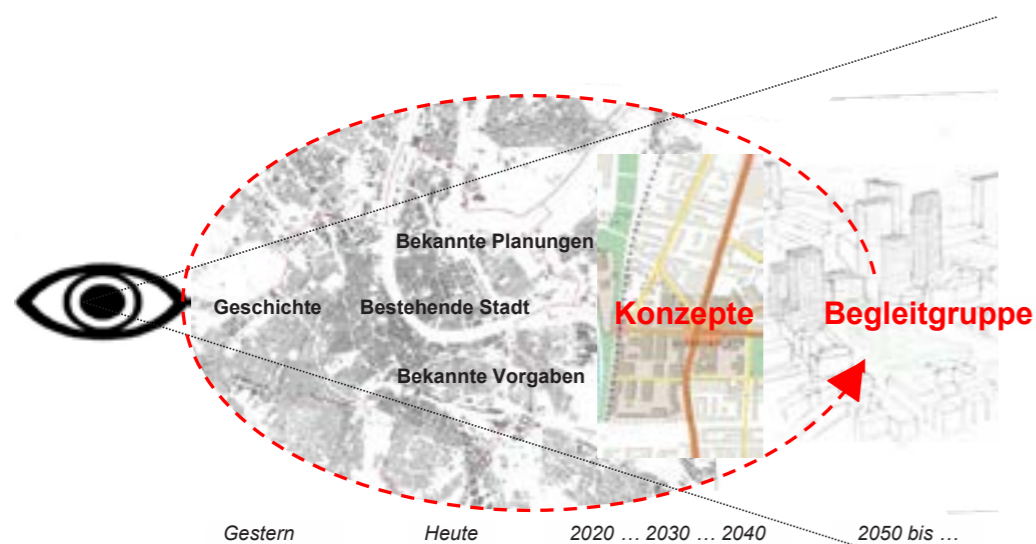 Bekannte Planungen
Geschichte
Bestehende Stadt
Konzepte
Begleitgruppe
Bekannte Vorgaben
Gestern
Heute
2020 … 2030 … 2040
2050 bis …